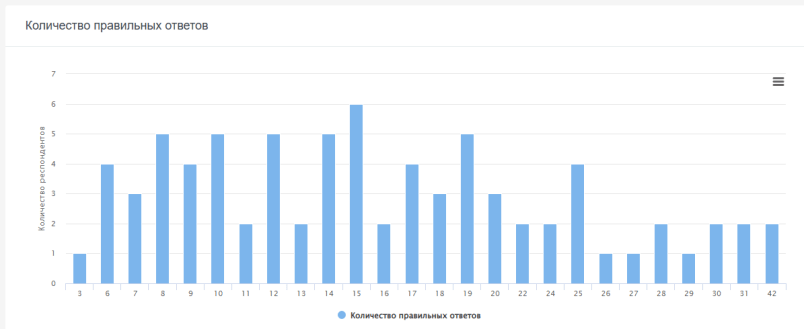 Количество правильных ответов
7
6
5
4
3
2
1
0
Количество респондентов
3 6 7 8 9 10 11 12 13 14 15 16 17 18 19 20 22 24 25 26 27 28 29 30 31 42
Количество правильных ответов